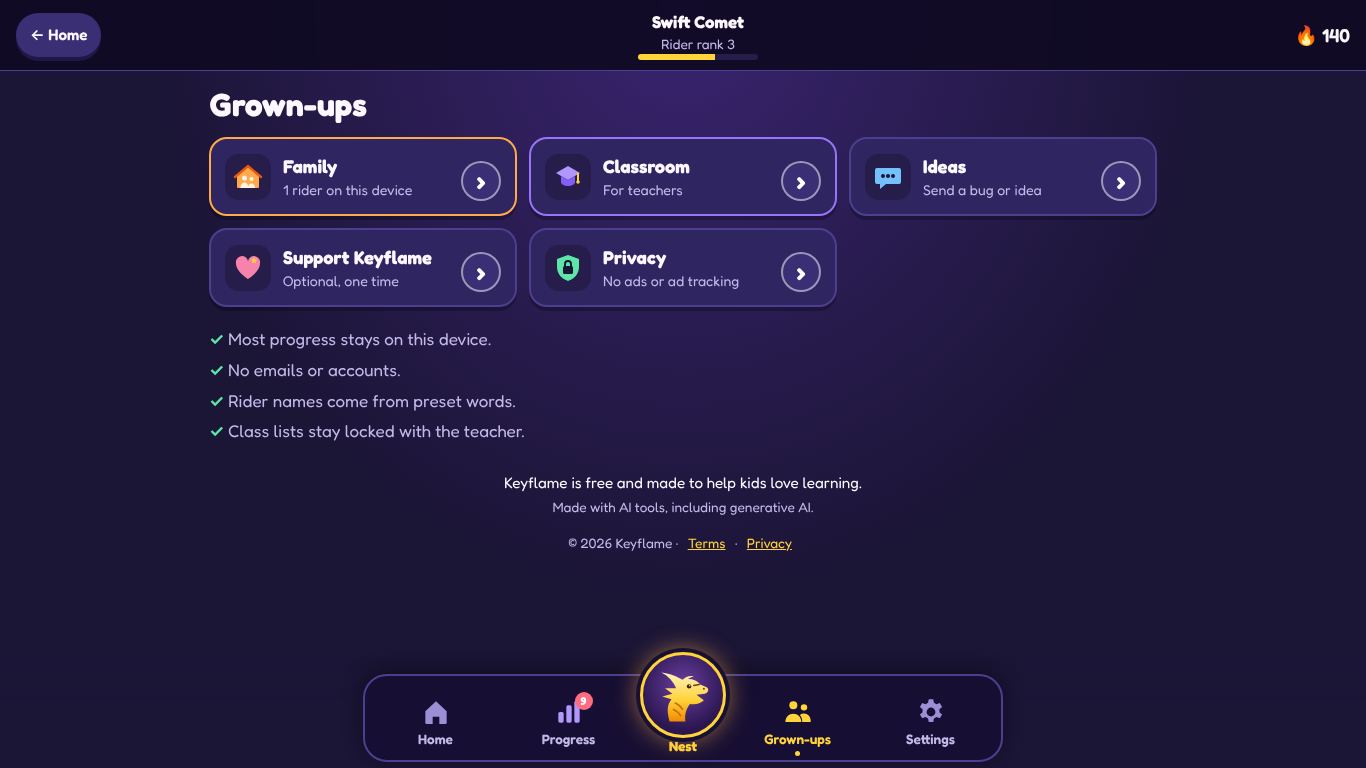 ← Home
Swift Comet
Rider rank 3
🔥 140
Grown-ups
Family
1 rider on this device
Classroom
For teachers
Ideas
Send a bug or idea
Support Keyflame
Optional, one time
Privacy
No ads or ad tracking
✓ Most progress stays on this device.
✓ No emails or accounts.
✓ Rider names come from preset words.
✓ Class lists stay locked with the teacher.
Keyflame is free and made to help kids love learning.
Made with AI tools, including generative AI.
© 2026 Keyflame · Terms · Privacy
Home
9
Progress
Nest
Grown-ups
Settings